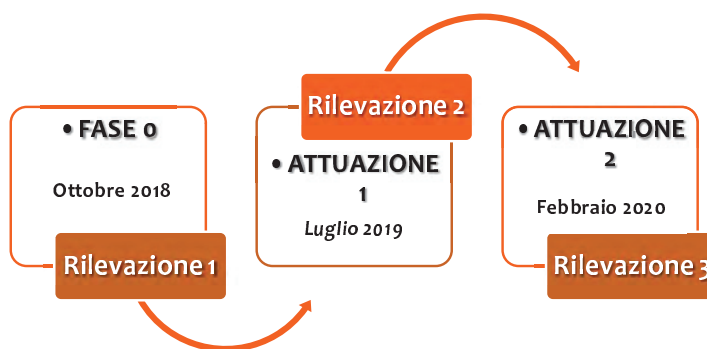 • FASE 0
Ottobre 2018
Rilevazione 1
Rilevazione 2
• ATTUAZIONE
1
Luglio 2019
• ATTUAZIONE
2
Febbraio 2020
Rilevazione 3